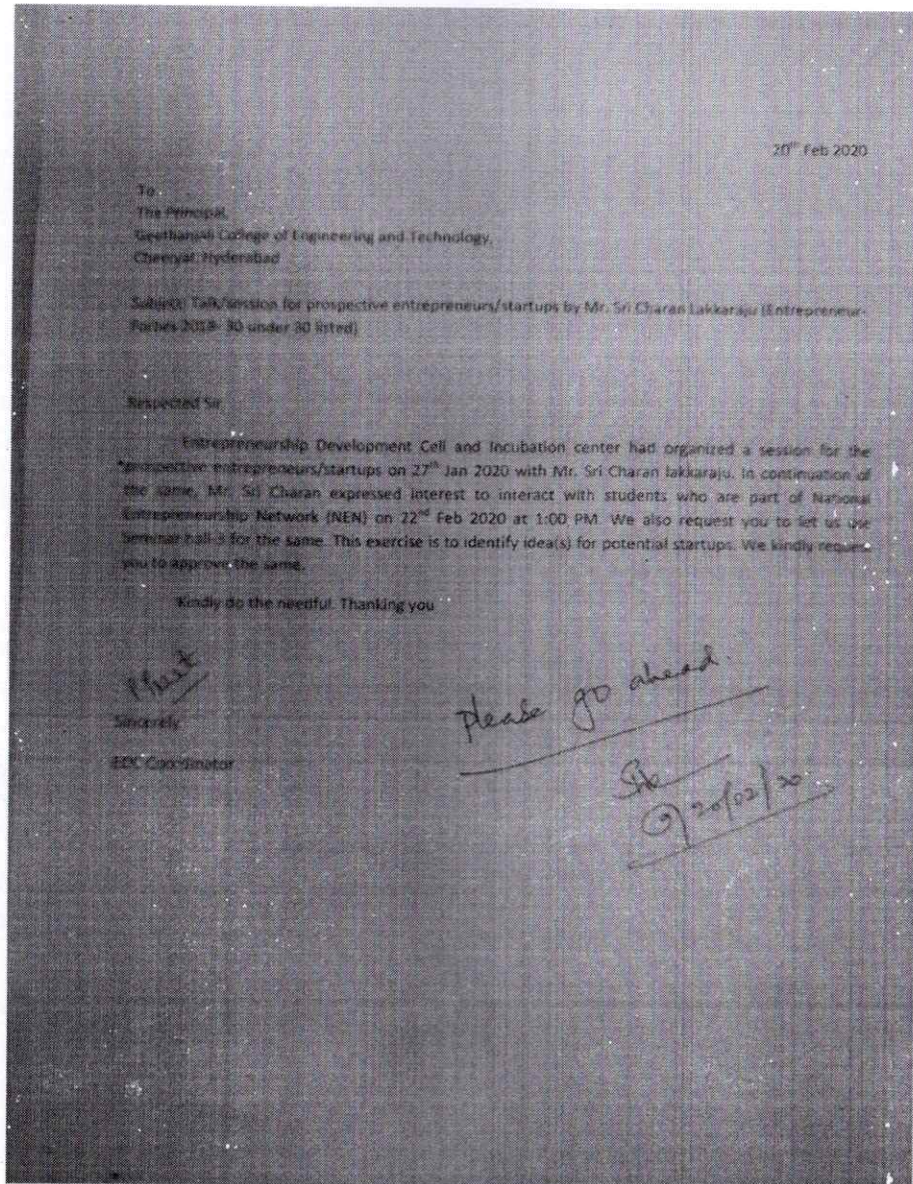 20th Feb 2020
To
The Principal,
Geethanjali College of Engineering and Technology,
Cheeryal, Hyderabad
Subject: Talk/session for prospective entrepreneurs/startups by Mr. Sri Charan Lakkaraju (Entrepreneur-
Forbes 2018- 30 under 30 listed)
Respected Sir
Entrepreneurship Development Cell and Incubation center had organized a session for the
prospective entrepreneurs/startups on 27th Jan 2020 with Mr. Sri Charan lakkaraju. In continuation of
the same, Mr. Sri Charan expressed interest to interact with students who are part of National
Entrepreneurship Network (NEN) on 22nd Feb 2020 at 1:00 PM. We also request you to let us use
Seminar hall-3 for the same. This exercise is to identify idea(s) for potential startups. We kindly request
you to approve the same.
Kindly do the needful. Thanking you
Please go ahead.
Sincerely
EDC Coordinator
20/02/20